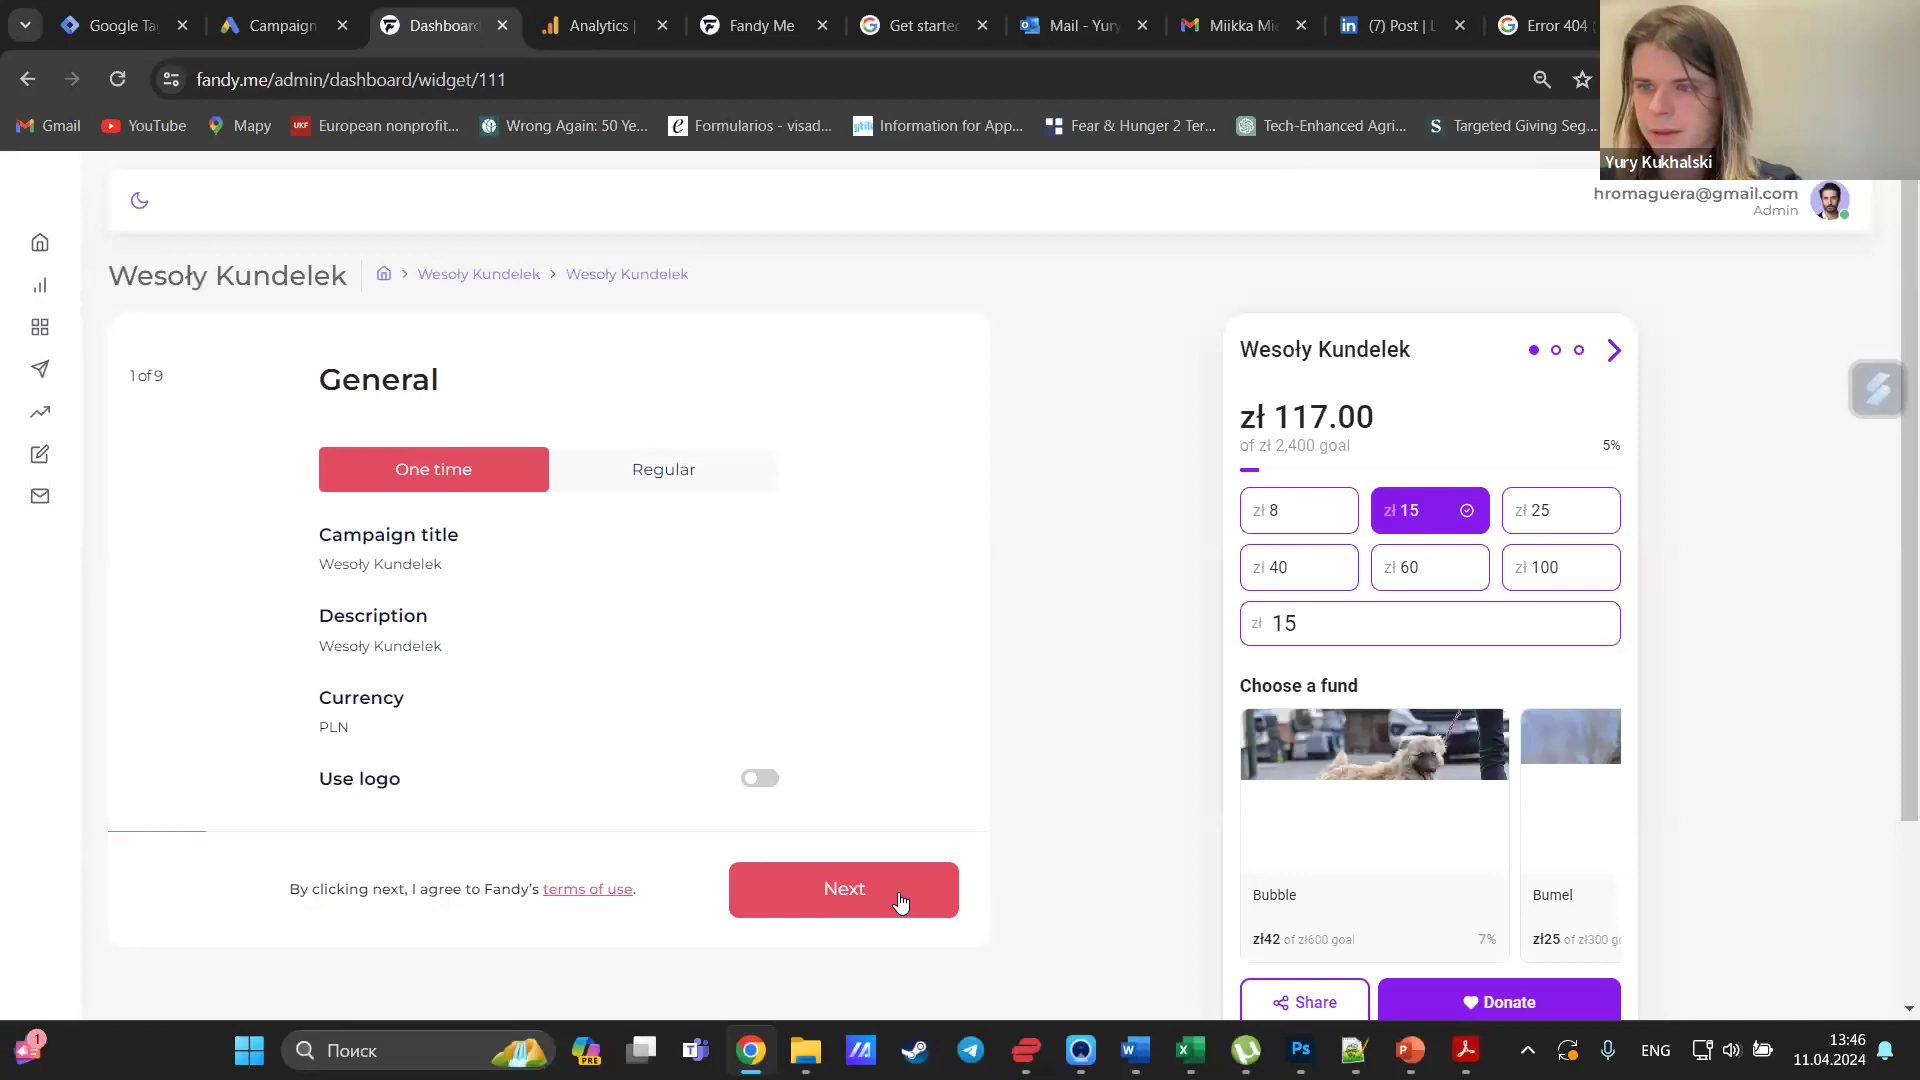 Google Ta
Campaign
Dashboard
Analytics |
Fandy Me
Get started
Mail - Yury
Miikka Mi
(7) Post | L
Error 404
fandy.me/admin/dashboard/widget/111
Gmail
YouTube
Mapy
UKF
European nonprofit...
Wrong Again: 50 Ye...
Formularios - visad...
Information for App...
Fear & Hunger 2 Ter...
Tech-Enhanced Agri...
Targeted Giving Seg...
Yury Kukhalski
hromaguera@gmail.com
Admin
Wesoły Kundelek
Wesoły Kundelek > Wesoły Kundelek
1 of 9
General
One time
Regular
Campaign title
Wesoły Kundelek
Description
Wesoły Kundelek
Currency
PLN
Use logo
By clicking next, I agree to Fandy's terms of use.
Next
Wesoły Kundelek
zł 117.00
of zł 2,400 goal
5%
zł 8
zł 15
zł 25
zł 40
zł 60
zł 100
zł 15
Choose a fund
Bubble
zł42 of zł600 goal
7%
Bumel
zł25 of zł300 go
Share
Donate
1
Поиск
PRE
ENG
13:46
11.04.2024